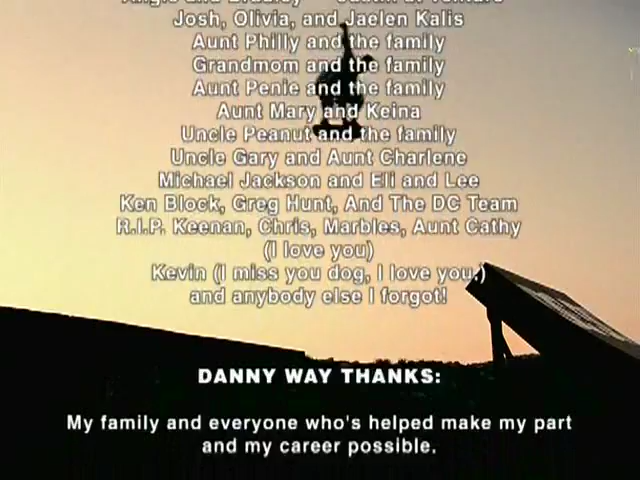 Angie and Bradley
Josh, Olivia, and Jaelen Kalis
Aunt Philly and the family
Grandmom and the family
Aunt Penie and the family
Aunt Mary and Keina
Uncle Peanut and the family
Uncle Gary and Aunt Charlene
Michael Jackson and Eli and Lee
Ken Block, Greg Hunt, And The DC Team
R.I.P. Keenan, Chris, Marbles, Aunt Cathy
(I love you)
Kevin (I miss you dog, I love you.)
and anybody else I forgot!
DANNY WAY THANKS:
My family and everyone who's helped make my part
and my career possible.